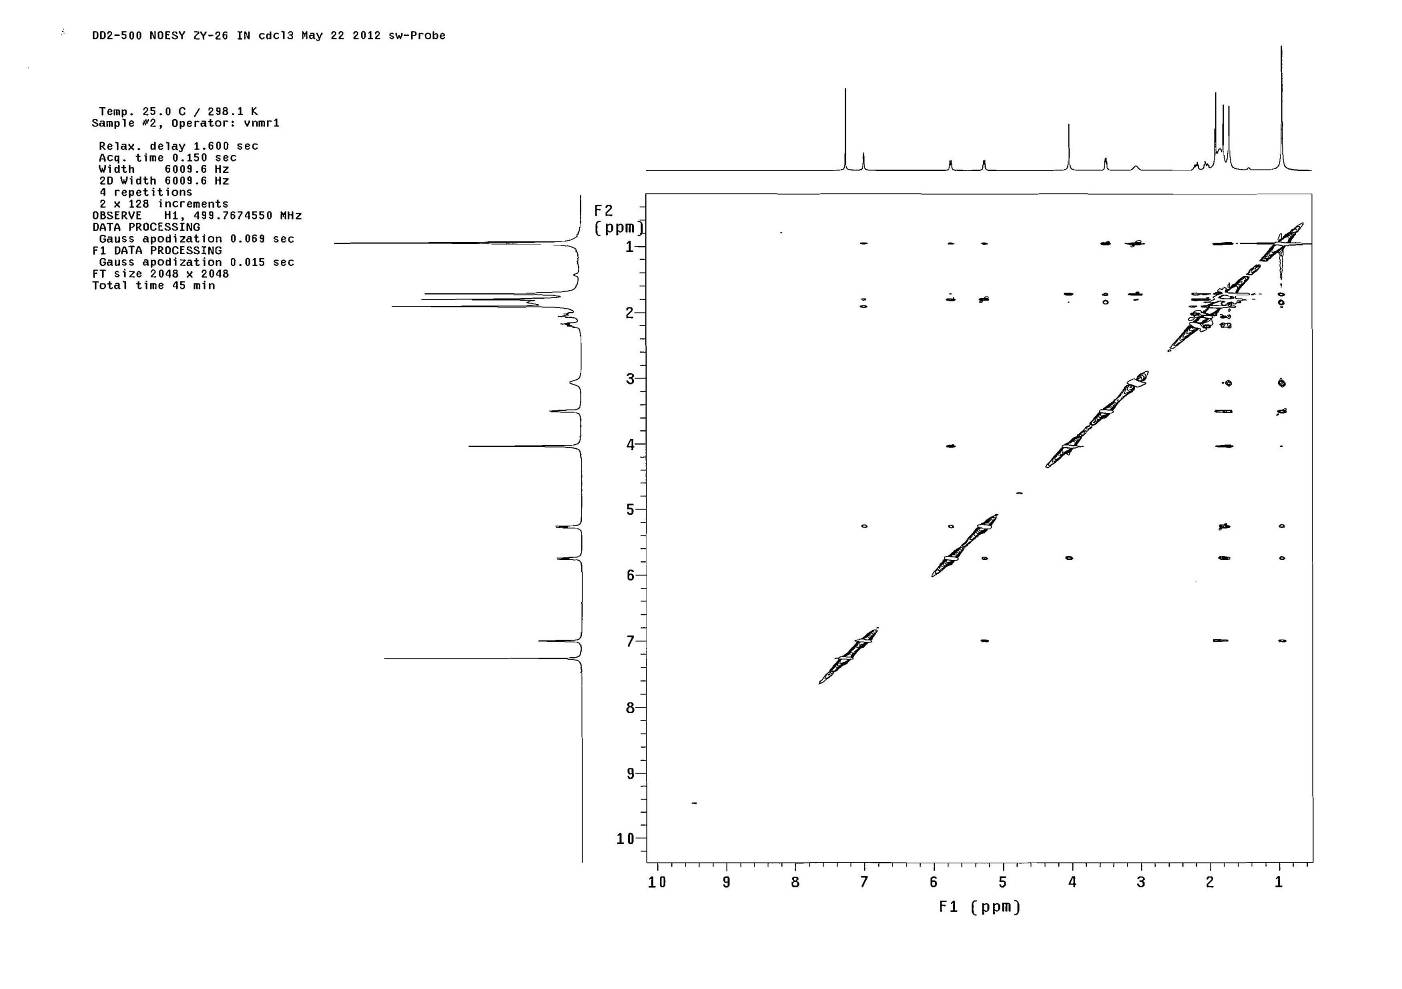 DD2-500 NOESY ZY-26 IN cdcl3 May 22 2012 sw-Probe
Temp. 25.0 C / 298.1 K
Sample #2, Operator: vnmr1
Relax. delay 1.600 sec
Acq. time 0.150 sec
Width 6009.6 Hz
2D Width 6009.6 Hz
4 repetitions
2 x 128 increments
OBSERVE H1, 499.7674550 MHz
DATA PROCESSING
Gauss apodization 0.069 sec
F1 DATA PROCESSING
Gauss apodization 0.015 sec
FT size 2048 x 2048
Total time 45 min
F2
(ppm)
1
2
3
4
5
6
7
8
9
10
10 9 8 7 6 5 4 3 2 1
F1 (ppm)